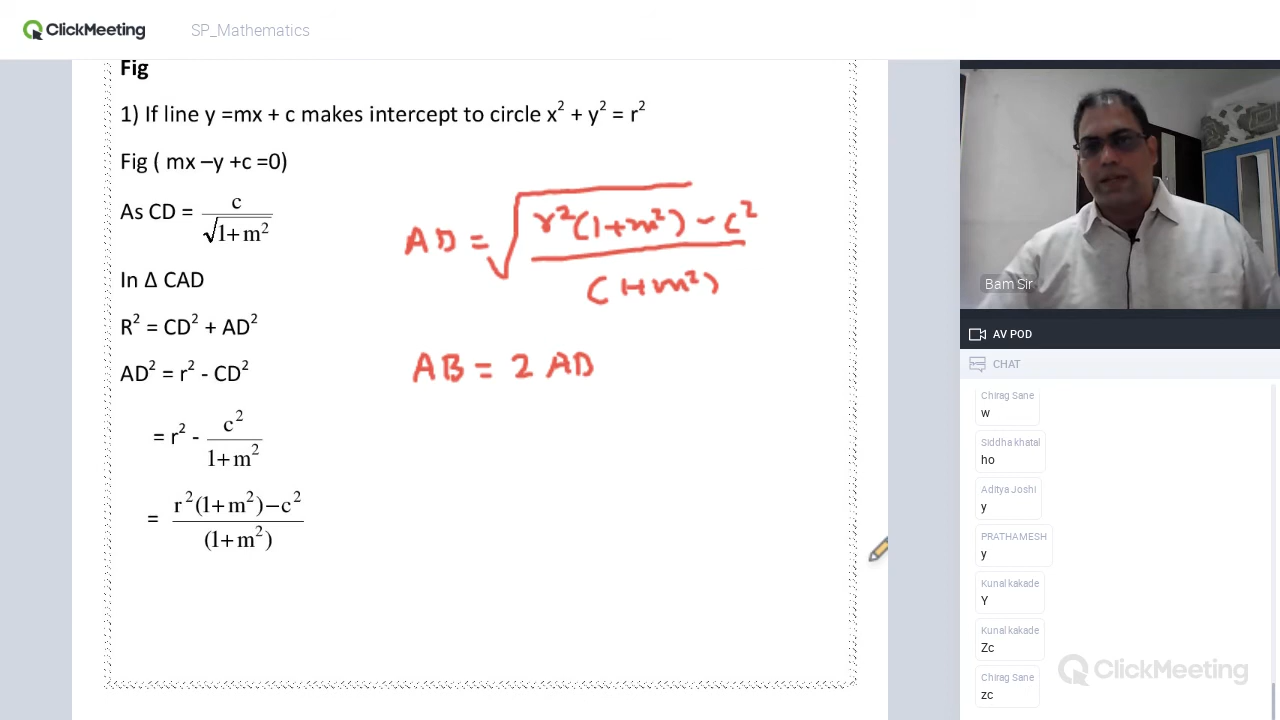 ClickMeeting SP_Mathematics
Fig
1) If line y =mx + c makes intercept to circle x² + y² = r²
Fig ( mx –y +c =0)
As CD = c / √(1+m²)
In Δ CAD
R² = CD² + AD²
AD² = r² - CD²
= r² - c² / (1+m²)
= r²(1+m²)−c² / (1+m²)
AD = √(r²(1+m²) - c² / (1+m²))
AB = 2 AD
Bam Sir
AV POD
CHAT
Chirag Sane
w
Siddha khatal
ho
Aditya Joshi
y
PRATHAMESH
y
Kunal kakade
Y
Kunal kakade
Zc
Chirag Sane
zc
ClickMeeting